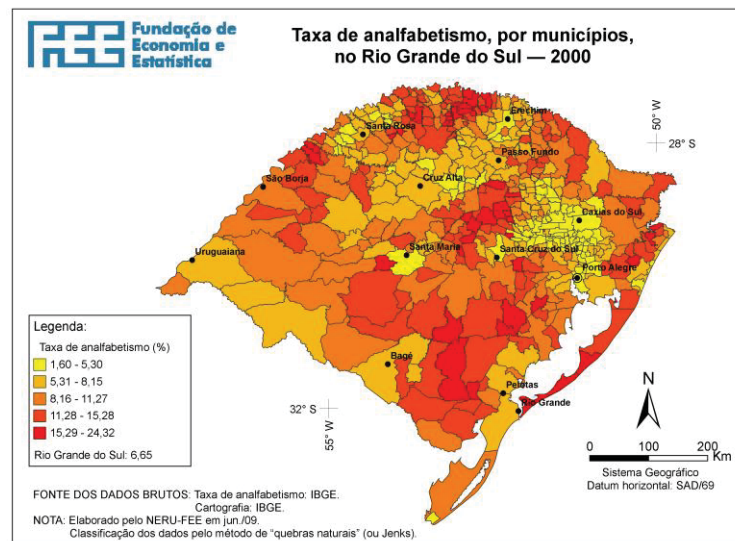 FEE
Fundação de
Economia e
Estatística
Taxa de analfabetismo, por municípios,
no Rio Grande do Sul — 2000
50° W
28° S
Erechim
Santa Rosa
Passo Fundo
São Borja
Cruz Alta
Caxias do Sul
Uruguaiana
Santa Maria
Santa Cruz do Sul
Porto Alegre
Bagé
Pelotas
Rio Grande
32° S
55° W
Legenda:
Taxa de analfabetismo (%)
1,60 - 5,30
5,31 - 8,15
8,16 - 11,27
11,28 - 15,28
15,29 - 24,32
Rio Grande do Sul: 6,65
N
0 100 200 Km
Sistema Geográfico
Datum horizontal: SAD/69
FONTE DOS DADOS BRUTOS: Taxa de analfabetismo: IBGE.
Cartografia: IBGE.
NOTA: Elaborado pelo NERU-FEE em jun./09.
Classificação dos dados pelo método de “quebras naturais” (ou Jenks).